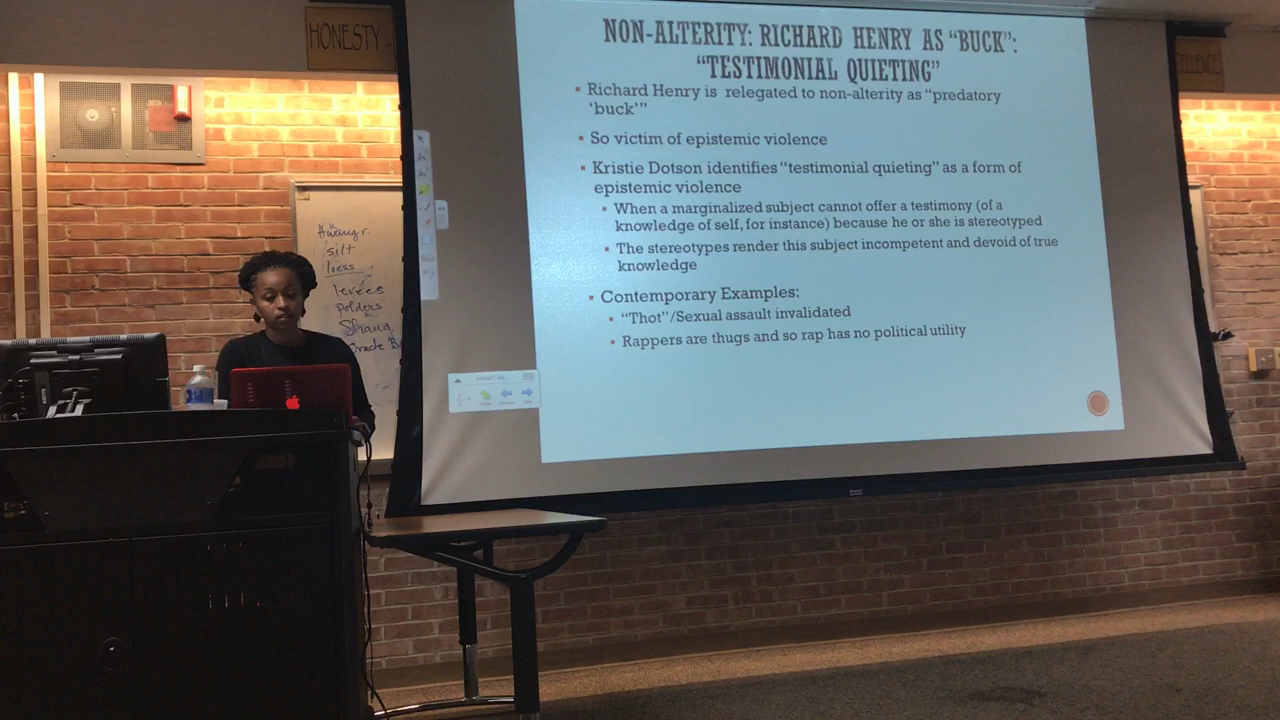 HONESTY
NON-ALTERITY: RICHARD HENRY AS “BUCK”:
“TESTIMONIAL QUIETING”
Richard Henry is relegated to non-alterity as “predatory
‘buck’”
So victim of epistemic violence
Kristie Dotson identifies “testimonial quieting” as a form of
epistemic violence
When a marginalized subject cannot offer a testimony (of a
knowledge of self, for instance) because he or she is stereotyped
The stereotypes render this subject incompetent and devoid of true
knowledge
Contemporary Examples:
“Thot”/Sexual assault invalidated
Rappers are thugs and so rap has no political utility
silt
loess
levees
polders
Shang
Oracle